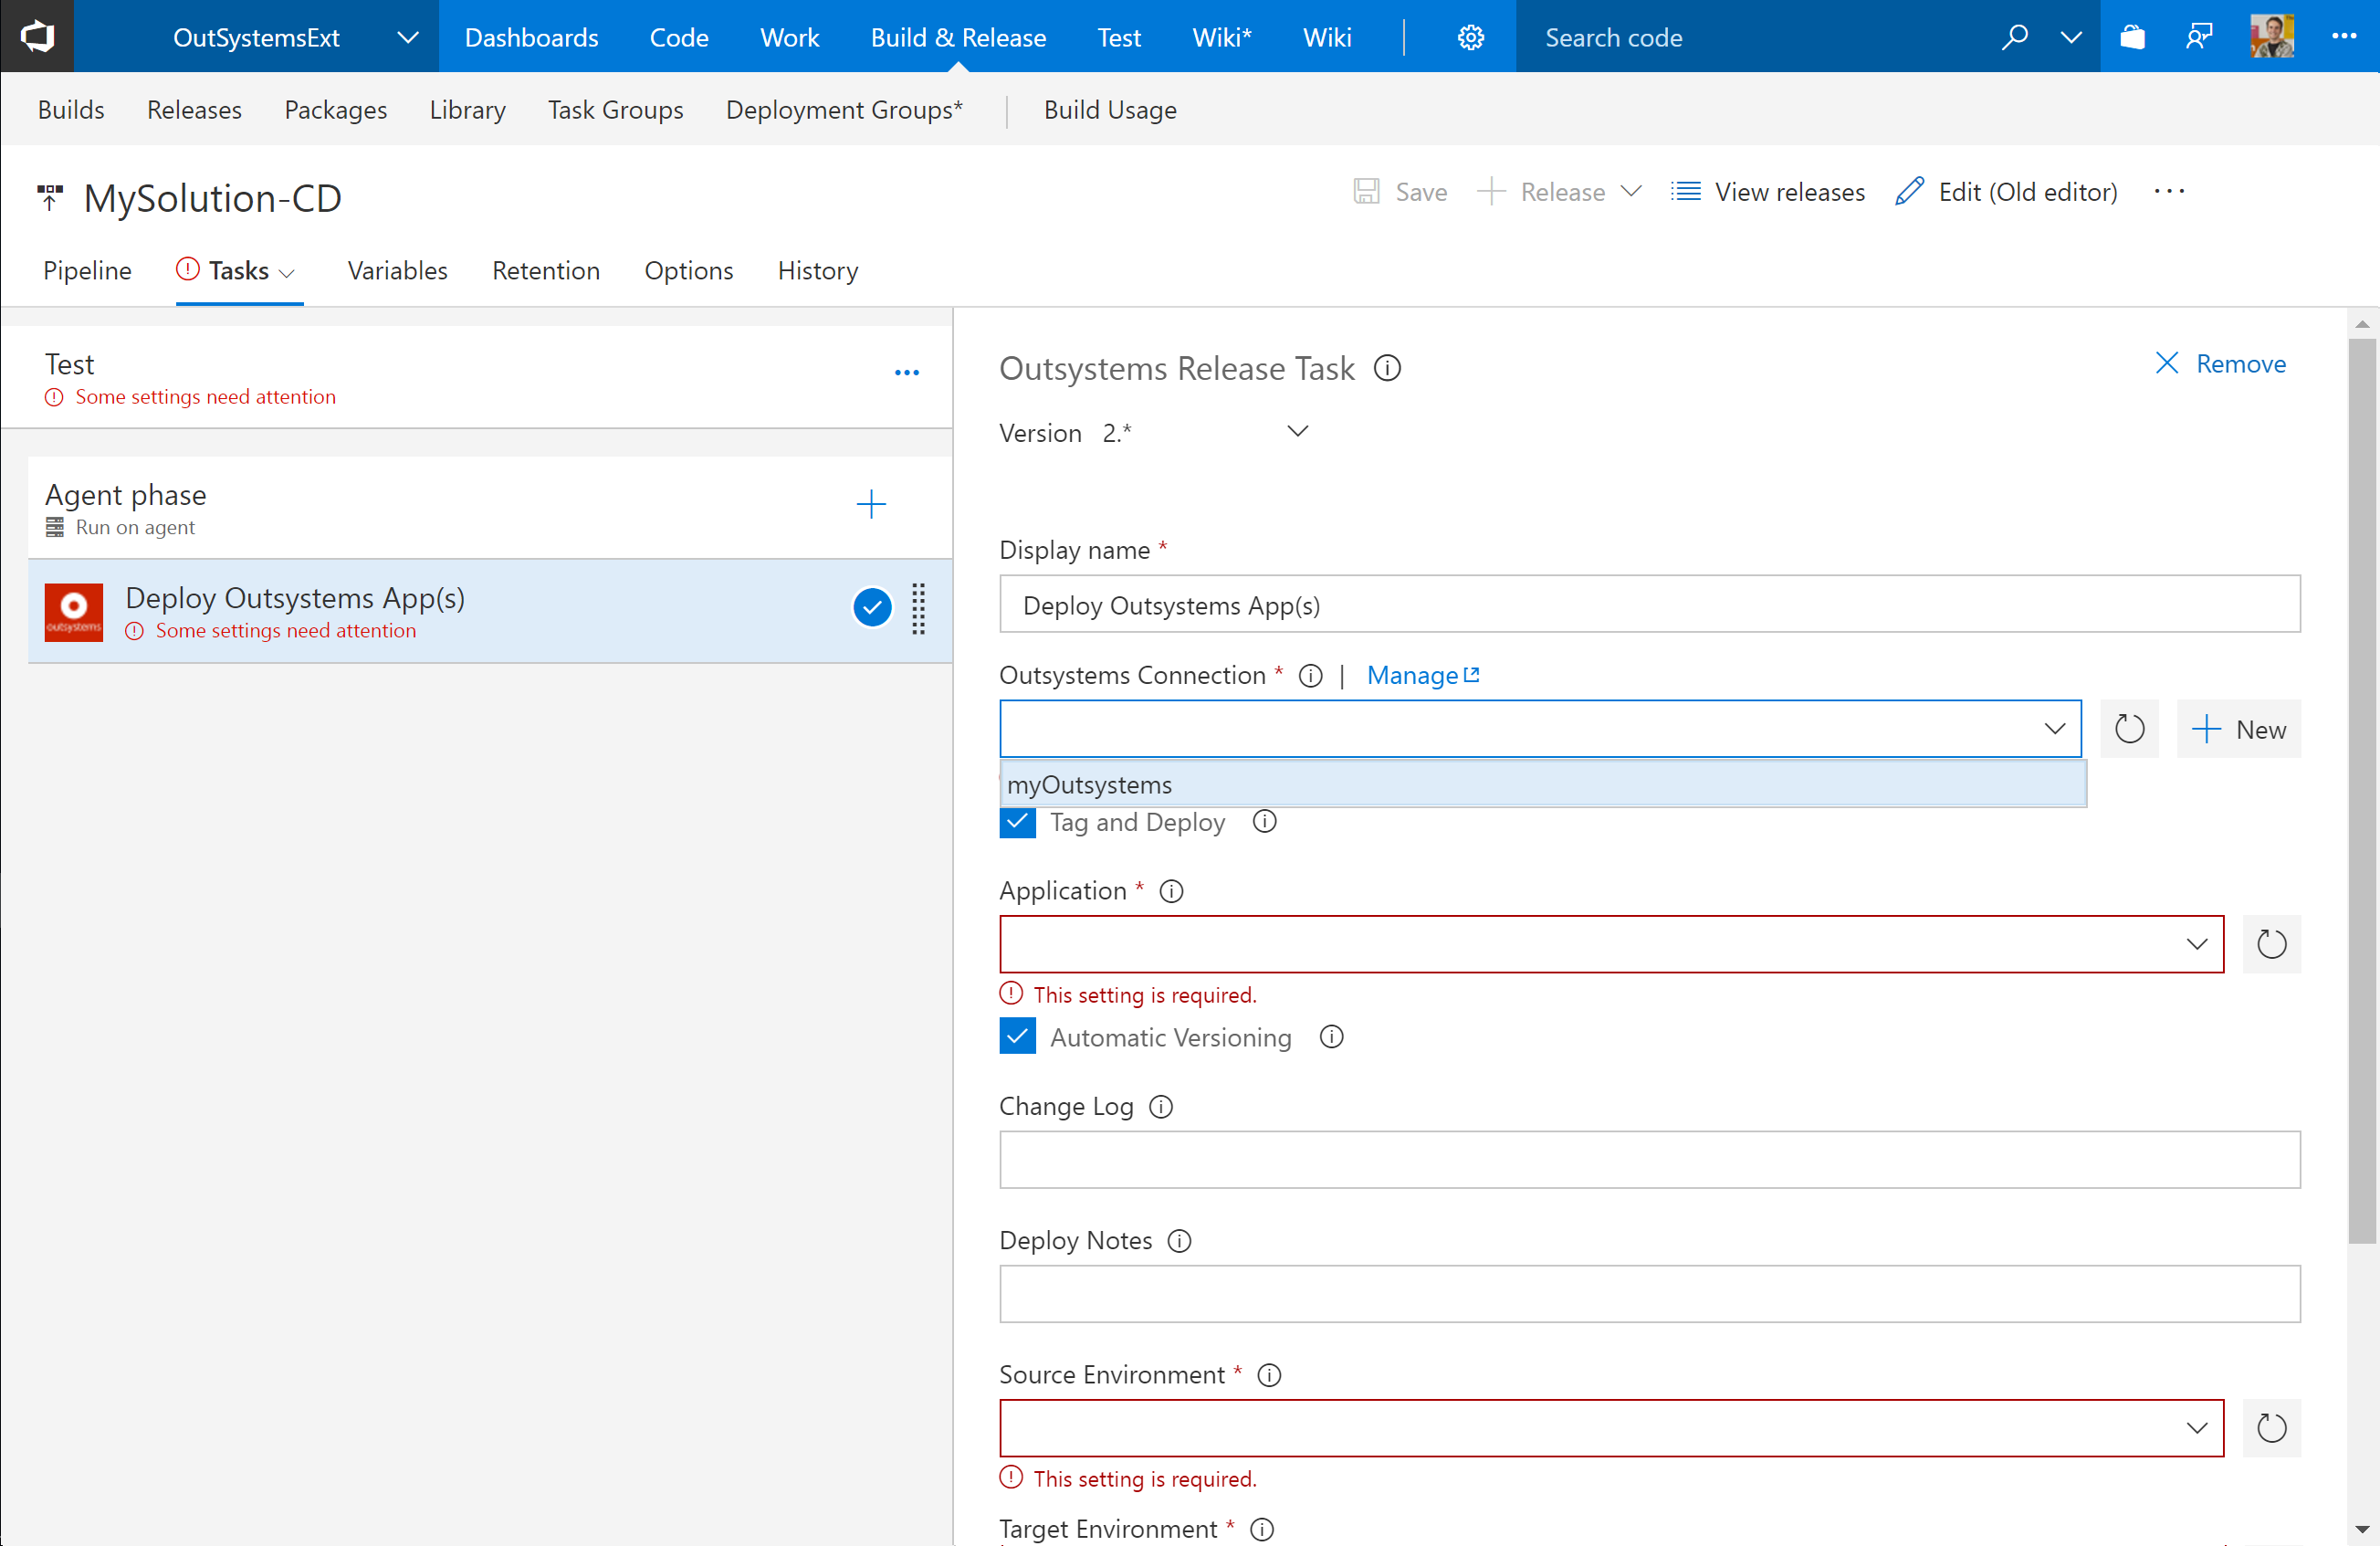 OutSystemsExt Dashboards Code Work Build & Release Test Wiki* Wiki Search code
Builds Releases Packages Library Task Groups Deployment Groups* Build Usage
MySolution-CD Save Release View releases Edit (Old editor)
Pipeline Tasks Variables Retention Options History
Test
Some settings need attention
Agent phase
Run on agent
outsystems
Deploy Outsystems App(s)
Some settings need attention
Outsystems Release Task Remove
Version 2.*
Display name *
Deploy Outsystems App(s)
Outsystems Connection * | Manage
New
myOutsystems
Tag and Deploy
Application *
This setting is required.
Automatic Versioning
Change Log
Deploy Notes
Source Environment *
This setting is required.
Target Environment *